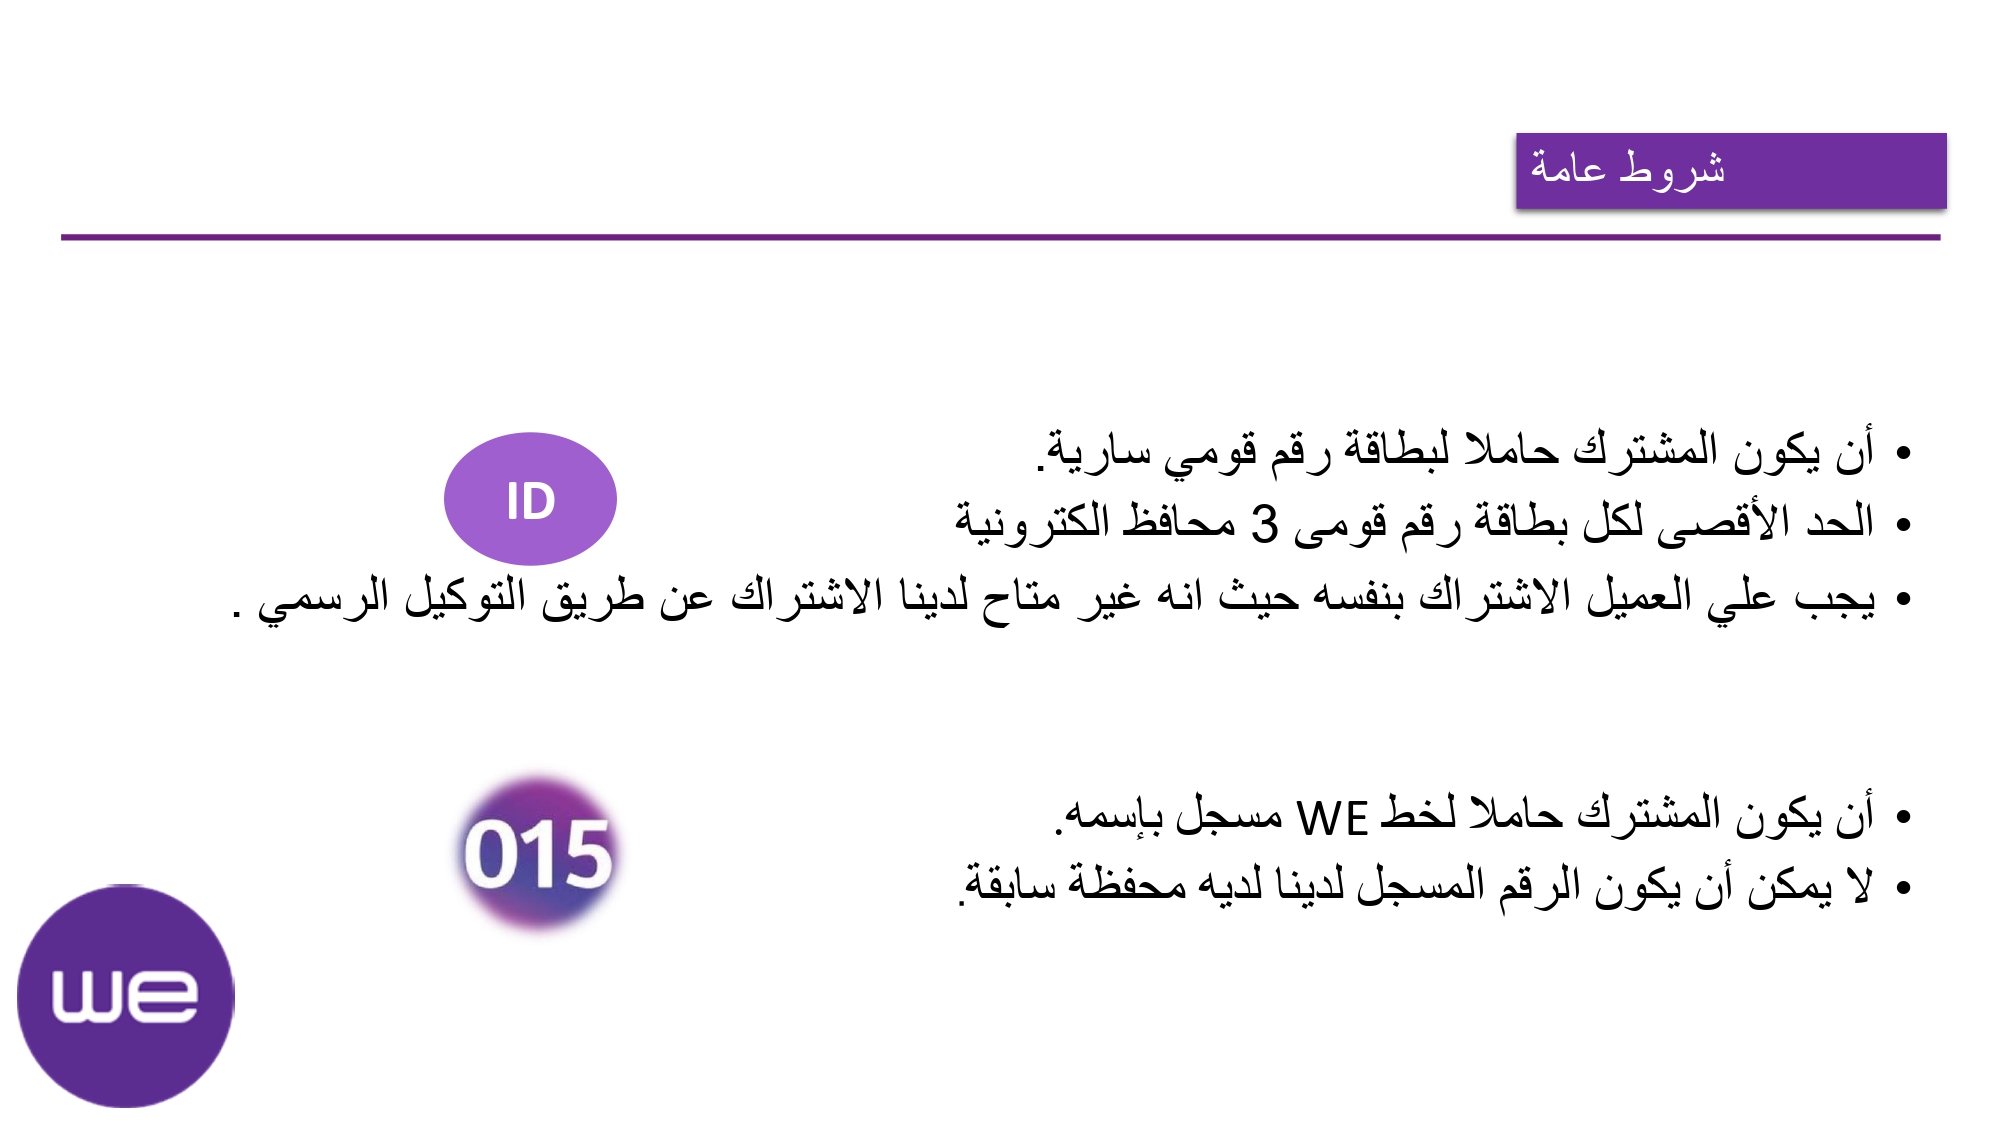 شروط عامة
• أن يكون المشترك حاملا لبطاقة رقم قومي سارية.
• الحد الأقصى لكل بطاقة رقم قومى 3 محافظ الكترونية
ID
• يجب علي العميل الاشتراك بنفسه حيث انه غير متاح لدينا الاشتراك عن طريق التوكيل الرسمي .
• أن يكون المشترك حاملا لخط WE مسجل بإسمه.
• لا يمكن أن يكون الرقم المسجل لدينا لديه محفظة سابقة.
015
we